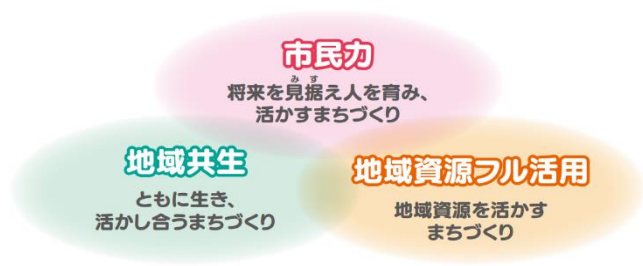 市民力
将来を見据え人を育み、
活かすまちづくり
地域共生
ともに生き、
活かし合うまちづくり
地域資源フル活用
地域資源を活かす
まちづくり